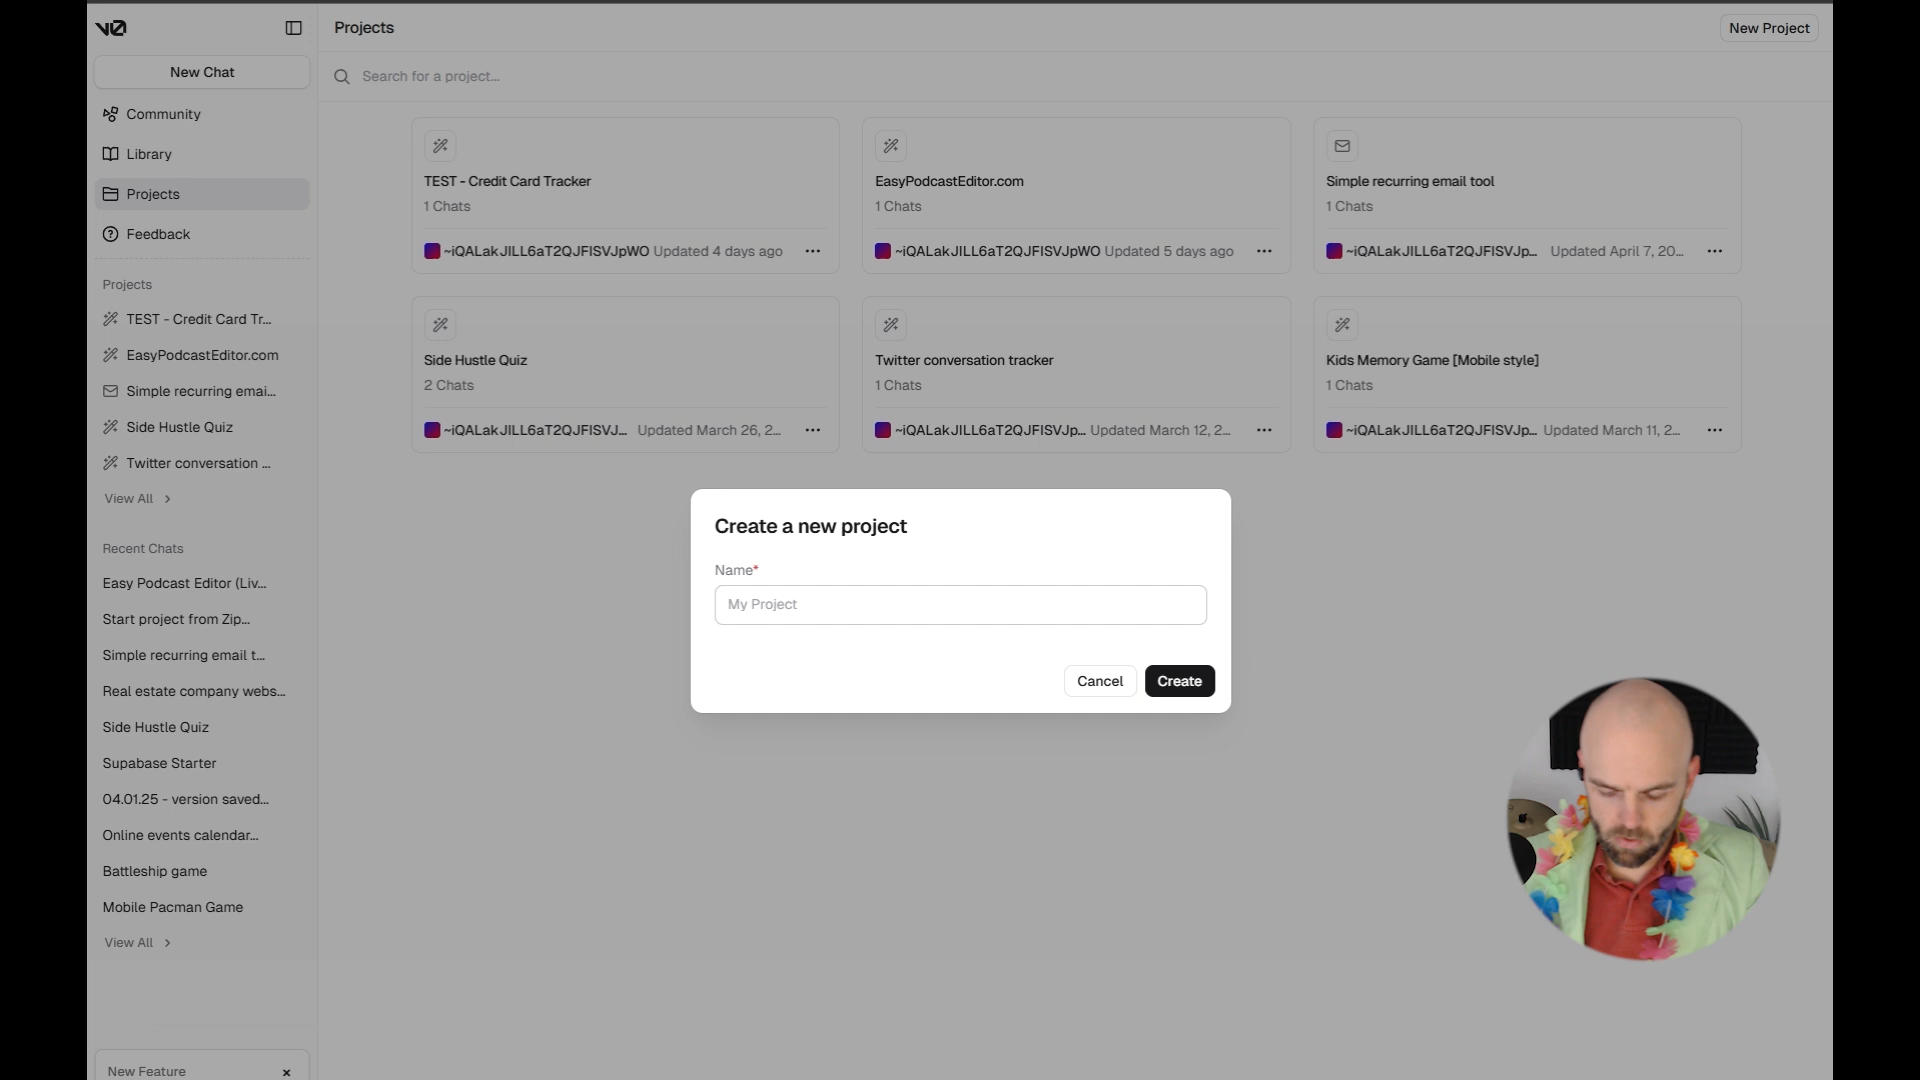 v0
New Chat
Community
Library
Projects
Feedback
Projects
TEST - Credit Card Tr...
EasyPodcastEditor.com
Simple recurring emai...
Side Hustle Quiz
Twitter conversation ...
View All
Recent Chats
Easy Podcast Editor (Liv...
Start project from Zip...
Simple recurring email t...
Real estate company webs...
Side Hustle Quiz
Supabase Starter
04.01.25 - version saved...
Online events calendar...
Battleship game
Mobile Pacman Game
View All
New Feature
Projects
New Project
Search for a project...
TEST - Credit Card Tracker
1 Chats
~iQALakJILL6aT2QJFISVJpWO Updated 4 days ago
EasyPodcastEditor.com
1 Chats
~iQALakJILL6aT2QJFISVJpWO Updated 5 days ago
Simple recurring email tool
1 Chats
~iQALakJILL6aT2QJFISVJp... Updated April 7, 20...
Side Hustle Quiz
2 Chats
~iQALakJILL6aT2QJFISVJ... Updated March 26, 2...
Twitter conversation tracker
1 Chats
~iQALakJILL6aT2QJFISVJp... Updated March 12, 2...
Kids Memory Game [Mobile style]
1 Chats
~iQALakJILL6aT2QJFISVJp... Updated March 11, 2...
Create a new project
Name*
My Project
Cancel
Create